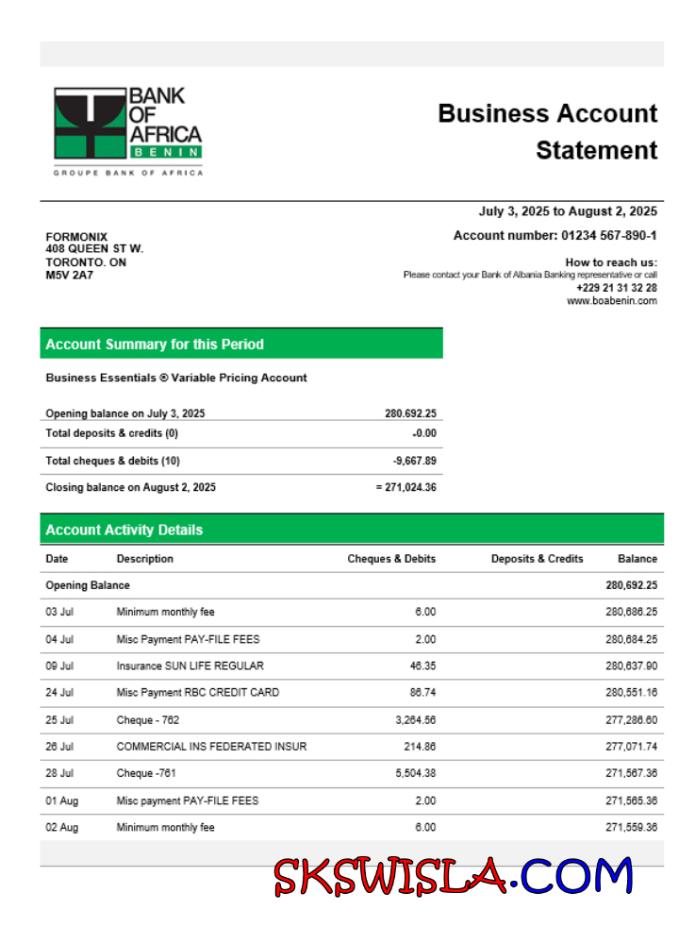 BANK
OF
AFRICA
BENIN
GROUPE BANK OF AFRICA
Business Account
Statement
July 3, 2025 to August 2, 2025
Account number: 01234 567-890-1
FORMONIX
408 QUEEN ST W.
TORONTO. ON
M5V 2A7
How to reach us:
Please contact your Bank of Albania Banking representative or call
+229 21 31 32 28
www.boabenin.com
Account Summary for this Period
Business Essentials ® Variable Pricing Account
Opening balance on July 3, 2025 280.692.25
Total deposits & credits (0) -0.00
Total cheques & debits (10) -9,667.89
Closing balance on August 2, 2025 = 271,024.36
Account Activity Details
Date Description Cheques & Debits Deposits & Credits Balance
Opening Balance 280,692.25
03 Jul Minimum monthly fee 6.00 280,686.25
04 Jul Misc Payment PAY-FILE FEES 2.00 280,684.25
09 Jul Insurance SUN LIFE REGULAR 46.35 280,637.90
24 Jul Misc Payment RBC CREDIT CARD 86.74 280,551.16
25 Jul Cheque - 762 3,264.56 277,286.60
26 Jul COMMERCIAL INS FEDERATED INSUR 214.86 277,071.74
28 Jul Cheque -761 5,504.38 271,567.36
01 Aug Misc payment PAY-FILE FEES 2.00 271,565.36
02 Aug Minimum monthly fee 6.00 271,559.36
SKSWISLA.COM